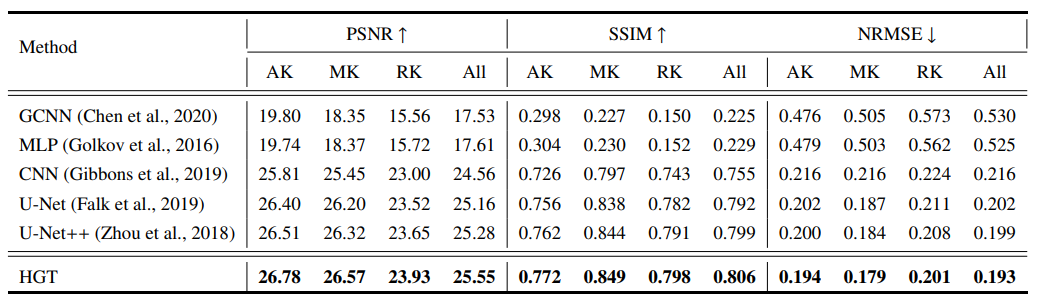 Method PSNR ↑ SSIM ↑ NRMSE ↓
AK MK RK All AK MK RK All AK MK RK All
GCNN (Chen et al., 2020) 19.80 18.35 15.56 17.53 0.298 0.227 0.150 0.225 0.476 0.505 0.573 0.530
MLP (Golkov et al., 2016) 19.74 18.37 15.72 17.61 0.304 0.230 0.152 0.229 0.479 0.503 0.562 0.525
CNN (Gibbons et al., 2019) 25.81 25.45 23.00 24.56 0.726 0.797 0.743 0.755 0.216 0.216 0.224 0.216
U-Net (Falk et al., 2019) 26.40 26.20 23.52 25.16 0.756 0.838 0.782 0.792 0.202 0.187 0.211 0.202
U-Net++ (Zhou et al., 2018) 26.51 26.32 23.65 25.28 0.762 0.844 0.791 0.799 0.200 0.184 0.208 0.199
HGT 26.78 26.57 23.93 25.55 0.772 0.849 0.798 0.806 0.194 0.179 0.201 0.193